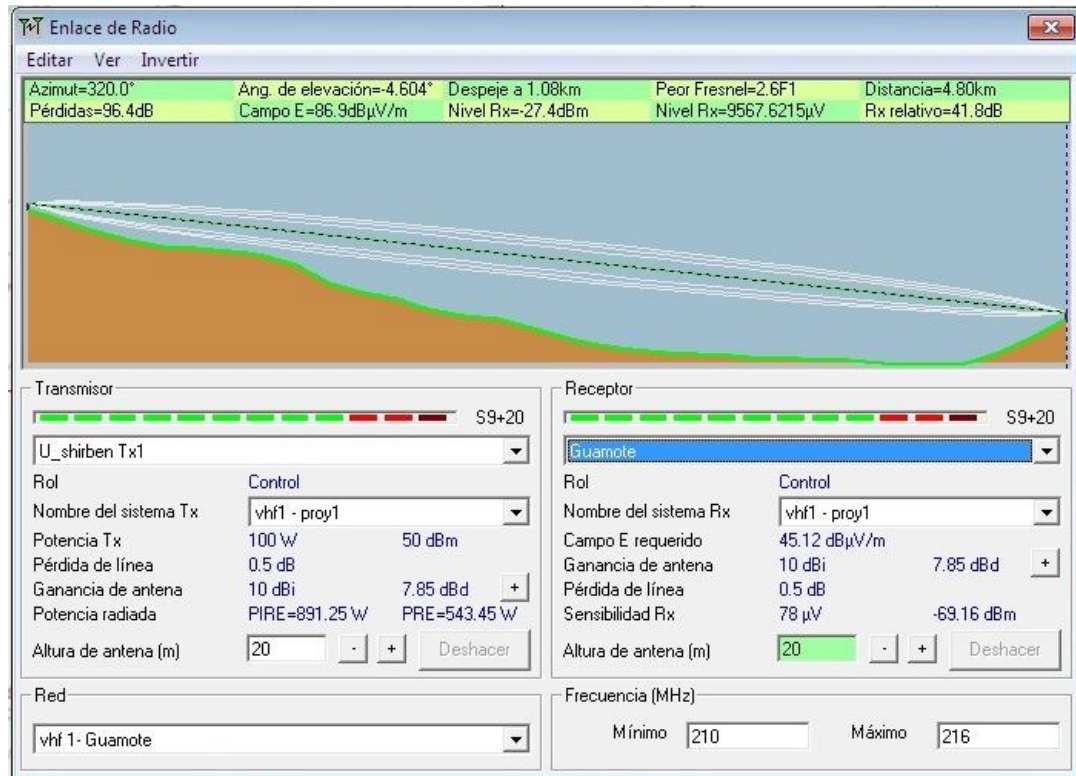 Enlace de Radio
Editar Ver Invertir
Azimut=320.0° Ang. de elevación=-4.604° Despeje a 1.08km Peor Fresnel=2.6F1 Distancia=4.80km
Pérdidas=96.4dB Campo E=86.9dBµV/m Nivel Rx=-27.4dBm Nivel Rx=9567.6215µV Rx relativo=41.8dB
Transmisor
S9+20
U_shirben Tx1
Rol Control
Nombre del sistema Tx vhf1 - proy1
Potencia Tx 100 W 50 dBm
Pérdida de línea 0.5 dB
Ganancia de antena 10 dBi 7.85 dBd +
Potencia radiada PIRE=891.25 W PRE=543.45 W
Altura de antena (m) 20 - + Deshacer
Receptor
S9+20
Guamote
Rol Control
Nombre del sistema Rx vhf1 - proy1
Campo E requerido 45.12 dBµV/m
Ganancia de antena 10 dBi 7.85 dBd +
Pérdida de línea 0.5 dB
Sensibilidad Rx 78 µV -69.16 dBm
Altura de antena (m) 20 - + Deshacer
Red
vhf 1- Guamote
Frecuencia (MHz)
Mínimo 210 Máximo 216